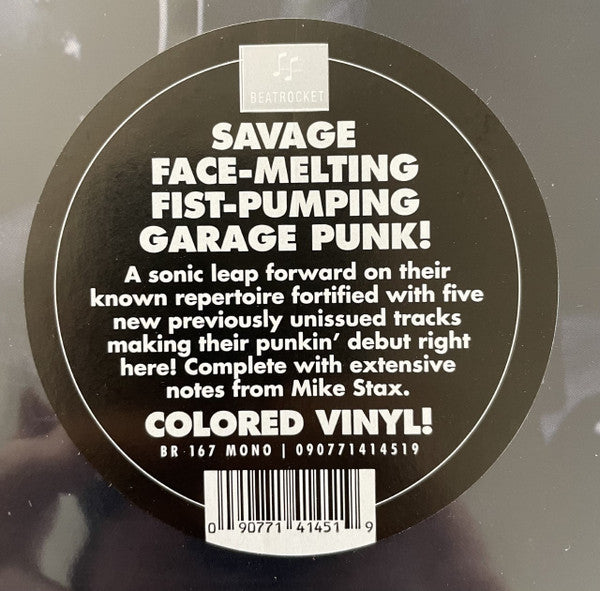 BEATROCKET
SAVAGE
FACE-MELTING
FIST-PUMPING
GARAGE PUNK!
A sonic leap forward on their
known repertoire fortified with five
new previously unissued tracks
making their punkin' debut right
here! Complete with extensive
notes from Mike Stax.
COLORED VINYL!
BR 167 MONO | 090771414519
0 90771 41451 9